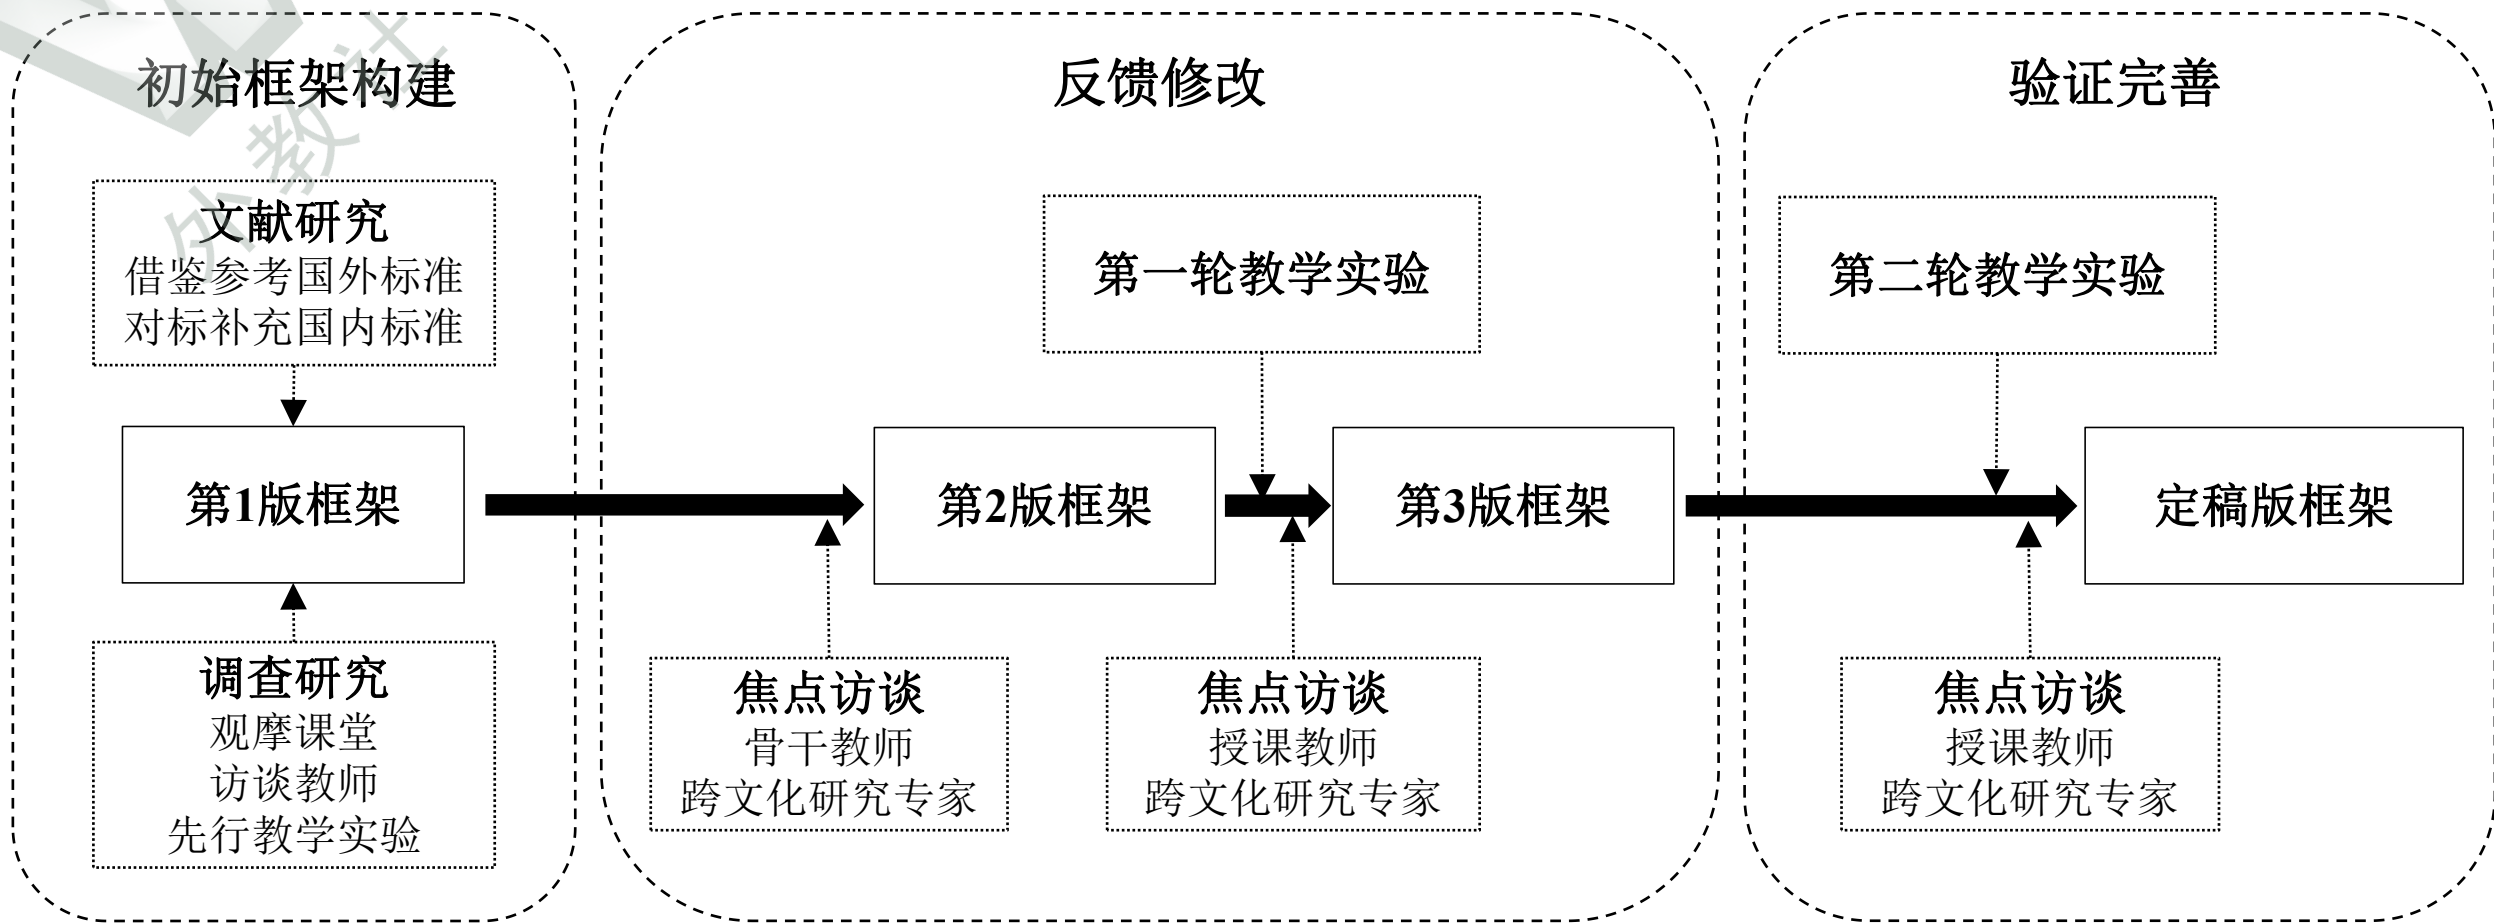 初始框架构建
文献研究
借鉴参考国外标准
对标补充国内标准
第1版框架
调查研究
观摩课堂
访谈教师
先行教学实验
反馈修改
第一轮教学实验
第2版框架
第3版框架
焦点访谈
骨干教师
跨文化研究专家
焦点访谈
授课教师
跨文化研究专家
验证完善
第二轮教学实验
定稿版框架
焦点访谈
授课教师
跨文化研究专家
外教社